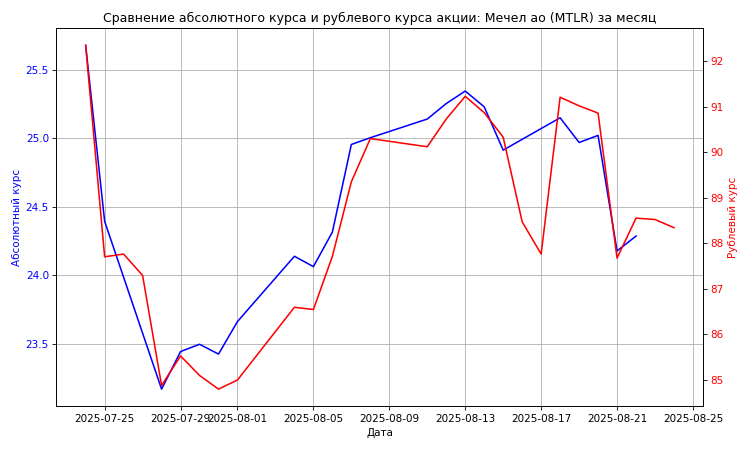 Сравнение абсолютного курса и рублевого курса акции: Мечел ао (MTLR) за месяц
25.5
25.0
24.5
24.0
23.5
Абсолютный курс
92
91
90
89
88
87
86
85
Рублевый курс
2025-07-25 2025-07-29 2025-08-01 2025-08-05 2025-08-09 2025-08-13 2025-08-17 2025-08-21 2025-08-25
Дата